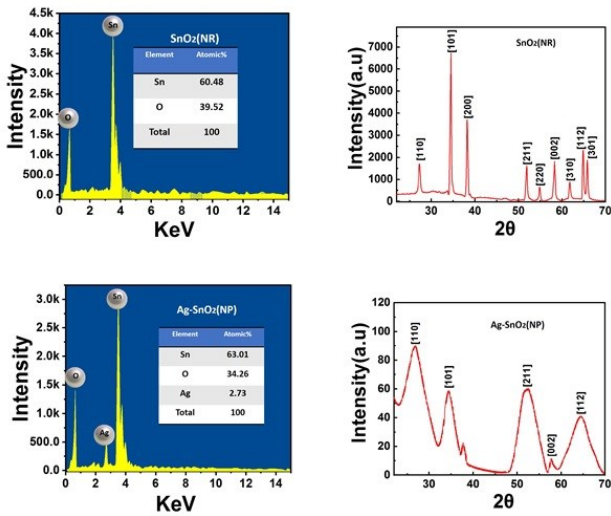 4.5k
4.0k
3.5k
3.0k
2.5k
2.0k
1.5k
1.0k
500.0
0.0
Intensity
0 2 4 6 8 10 12 14
KeV
O
Sn
SnO2(NR)
Element Atomic%
Sn 60.48
O 39.52
Total 100
7000
6000
5000
4000
3000
2000
1000
0
Intensity(a.u)
30 40 50 60 70
2θ
SnO2(NR)
[110]
[101]
[200]
[211]
[220]
[002]
[310]
[112]
[301]
3.0k
2.5k
2.0k
1.5k
1.0k
500.0
0.0
Intensity
0 2 4 6 8 10 12 14
KeV
O
Ag
Sn
Ag-SnO2(NP)
Element Atomic%
Sn 63.01
O 34.26
Ag 2.73
Total 100
120
100
80
60
40
20
0
Intensity(a.u)
30 40 50 60 70
2θ
Ag-SnO2(NP)
[110]
[101]
[211]
[002]
[112]